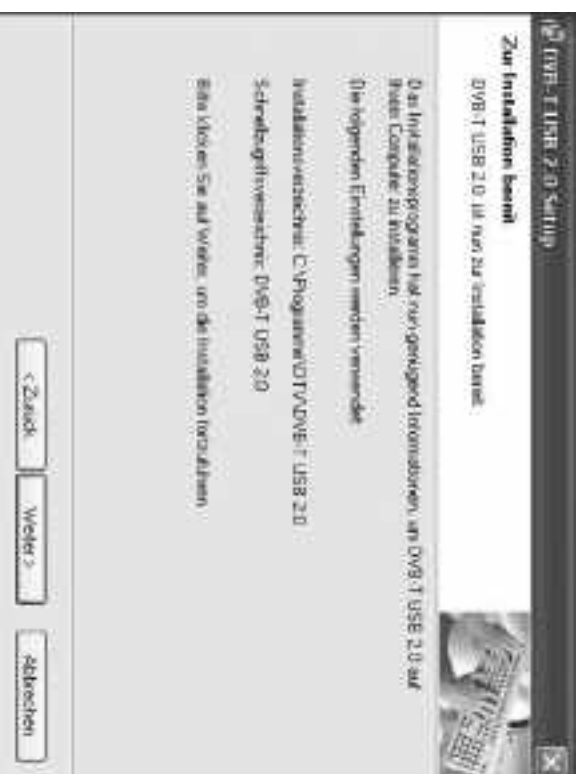 DVB-T USB 2.0 Setup
Zur Installation bereit
DVB-T USB 2.0 ist nun zur Installation bereit.
Das Installationsprogramm hat nun genügend Informationen, um DVB-T USB 2.0 auf
Ihrem Computer zu installieren.
Die folgenden Einstellungen werden verwendet:
Installationsverzeichnis: C:\Programme\DTV\DVB-T USB 2.0
Schnellzugriffsverzeichnis: DVB-T USB 2.0
Bitte klicken Sie auf Weiter, um die Installation fortzuführen.
< Zurück
Weiter >
Abbrechen